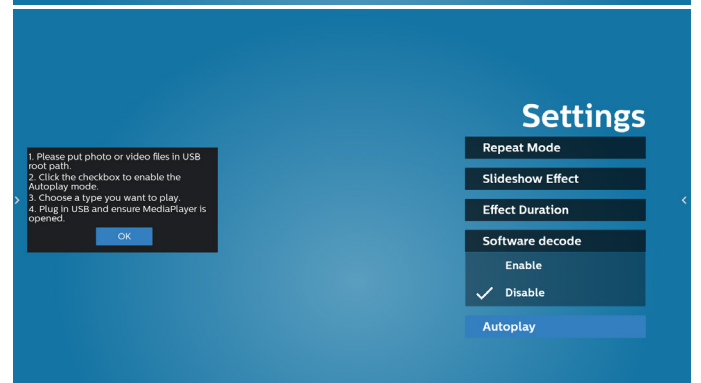 Settings
1. Please put photo or video files in USB
root path.
2. Click the checkbox to enable the
Autoplay mode.
3. Choose a type you want to play.
4. Plug in USB and ensure MediaPlayer is
opened.
OK
Repeat Mode
Slideshow Effect
Effect Duration
Software decode
Enable
Disable
Autoplay